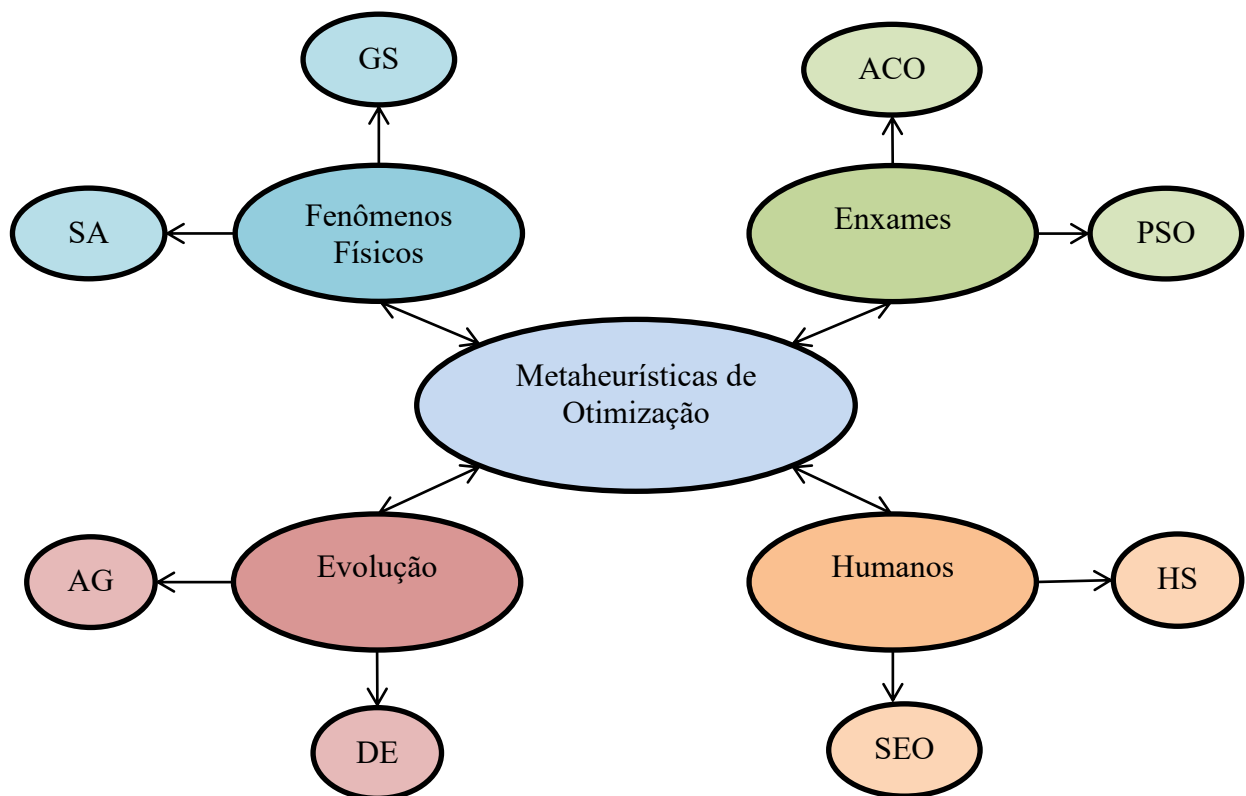 GS
ACO
SA
Fenômenos
Físicos
Enxames
PSO
Metaheurísticas de
Otimização
AG
Evolução
Humanos
HS
DE
SEO